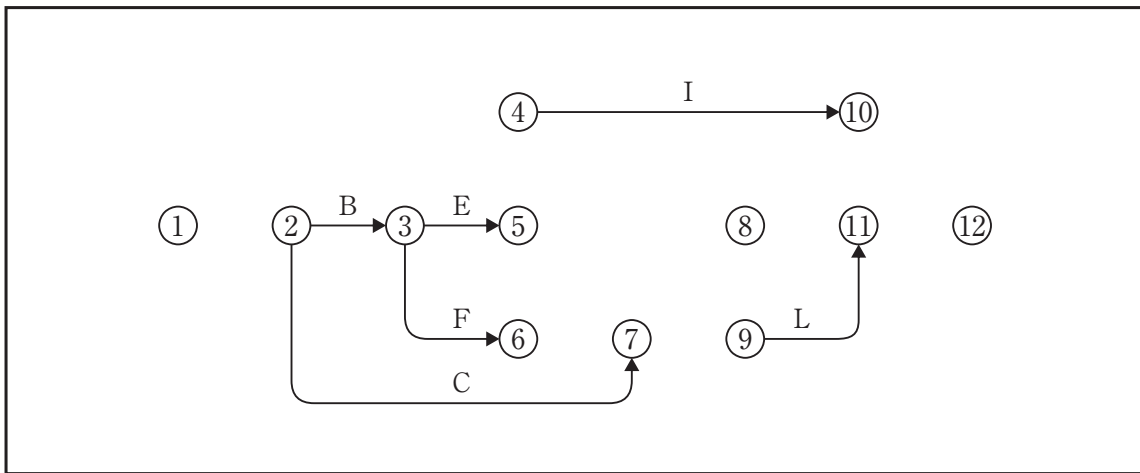 I
④ ⑩
B E
① ② ③ ⑤ ⑧ ⑪ ⑫
F L
⑥ ⑦ ⑨
C